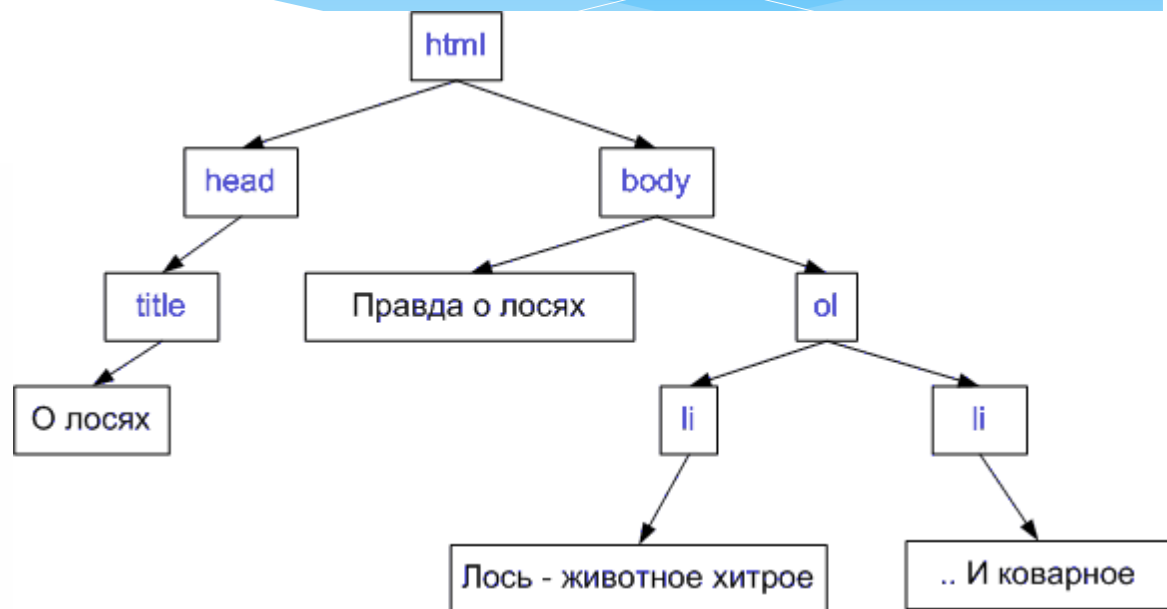 html
head
body
title
Правда о лосях
ol
О лосях
li
li
Лось - животное хитрое
.. И коварное